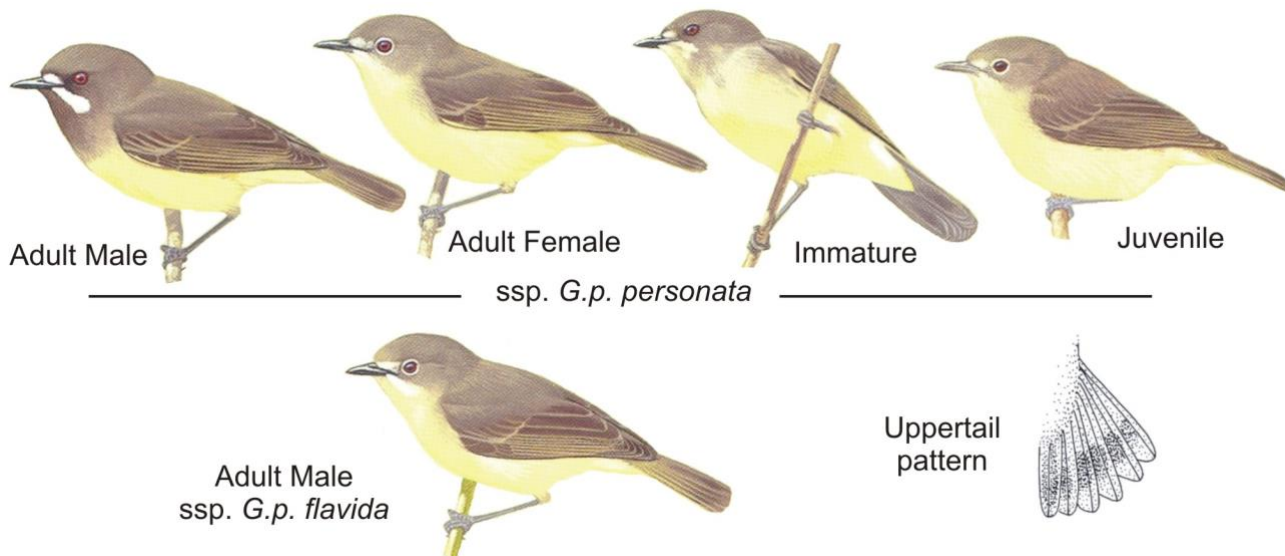 Adult Male
Adult Female
Immature
Juvenile
ssp. G.p. personata
Adult Male
ssp. G.p. flavida
Uppertail
pattern